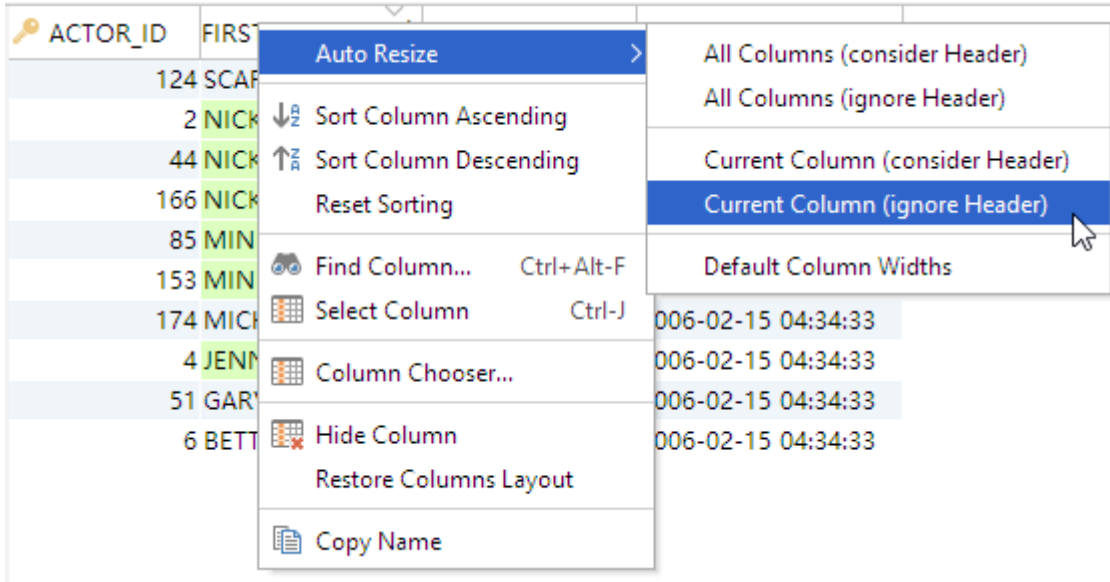 ACTOR_ID FIRS
124 SCAR
2 NICK
44 NICK
166 NICK
85 MIN
153 MIN
174 MICH 006-02-15 04:34:33
4 JENN 006-02-15 04:34:33
51 GARY 006-02-15 04:34:33
6 BETT 006-02-15 04:34:33
Auto Resize
Sort Column Ascending
Sort Column Descending
Reset Sorting
Find Column... Ctrl+Alt-F
Select Column Ctrl-J
Column Chooser...
Hide Column
Restore Columns Layout
Copy Name
All Columns (consider Header)
All Columns (ignore Header)
Current Column (consider Header)
Current Column (ignore Header)
Default Column Widths